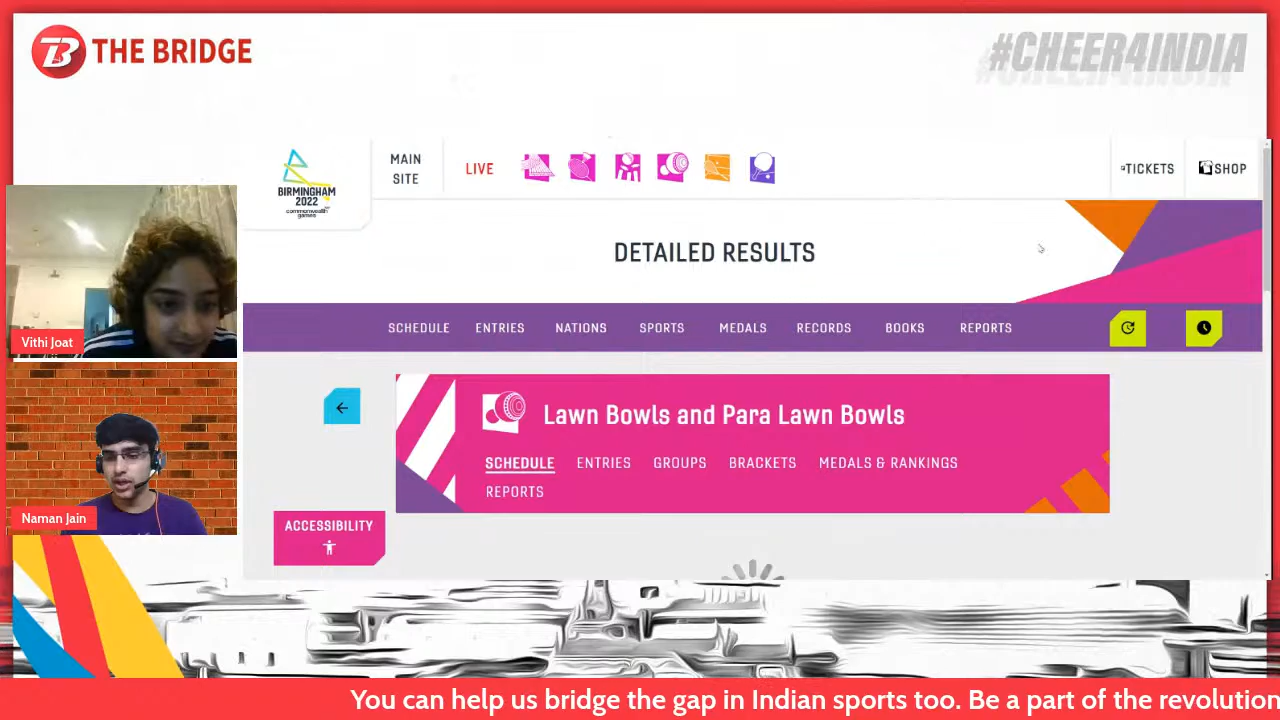 THE BRIDGE
#CHEER4INDIA
BIRMINGHAM
2022
commonwealth
games
MAIN
SITE
LIVE
TICKETS
SHOP
DETAILED RESULTS
SCHEDULE ENTRIES NATIONS SPORTS MEDALS RECORDS BOOKS REPORTS
Lawn Bowls and Para Lawn Bowls
SCHEDULE ENTRIES GROUPS BRACKETS MEDALS & RANKINGS
REPORTS
ACCESSIBILITY
Vithi Joat
Naman Jain
You can help us bridge the gap in Indian sports too. Be a part of the revolution